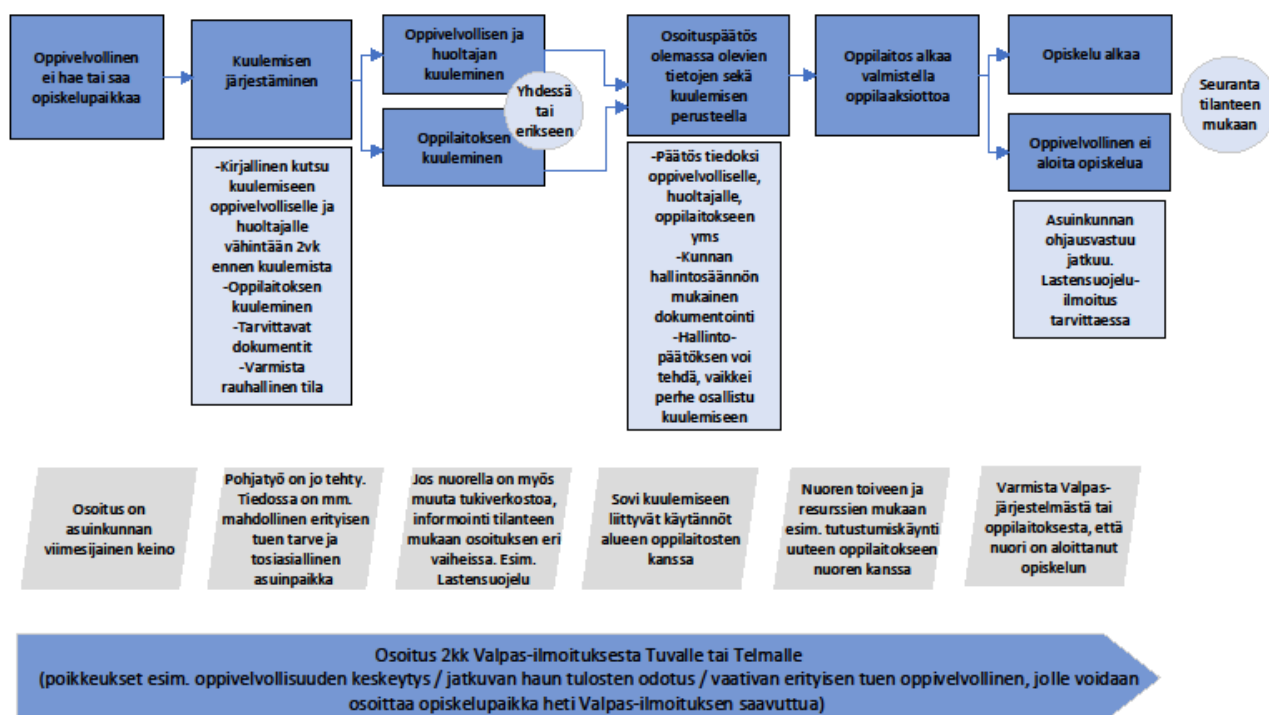 Oppivelvollinen
ei hae tai saa
opiskelupaikkaa
Kuulemisen
järjestäminen
Oppivelvollisen ja
huoltajan
kuuleminen
Yhdessä
tai
erikseen
Oppilaitoksen
kuuleminen
Osoituspäätös
olemassa olevien
tietojen sekä
kuulemisen
perusteella
Oppilaitos alkaa
valmistella
oppilaaksiottoa
Opiskelu alkaa
Oppivelvollinen ei
aloita opiskelua
Seuranta
tilanteen
mukaan
-Kirjallinen kutsu
kuulemiseen
oppivelvolliselle ja
huoltajalle
vähintään 2vk
ennen kuulemista
-Oppilaitoksen
kuuleminen
-Tarvittavat
dokumentit
-Varmista
rauhallinen tila
-Päätös tiedoksi
oppivelvolliselle,
huoltajalle,
oppilaitokseen
yms
-Kunnan
hallintosäännön
mukainen
dokumentointi
-Hallinto-
päätöksen voi
tehdä, vaikkei
perhe osallistu
kuulemiseen
Asuinkunnan
ohjausvastuu
jatkuu.
Lastensuojelu-
ilmoitus
tarvittaessa
Osoitus on
asuinkunnan
viimesijainen keino
Pohjatyö on jo tehty.
Tiedossa on mm.
mahdollinen erityisen
tuen tarve ja
tosiasiallinen
asuinpaikka
Jos nuorella on myös
muuta tukiverkostoa,
informointi tilanteen
mukaan osoituksen eri
vaiheissa. Esim.
Lastensuojelu
Sovi kuulemiseen
liittyvät käytännöt
alueen oppilaitosten
kanssa
Nuoren toiveen ja
resurssien mukaan
esim. tutustumiskäynti
uuteen oppilaitokseen
nuoren kanssa
Varmista Valpas-
järjestelmästä tai
oppilaitoksesta, että
nuori on aloittanut
opiskelun
Osoitus 2kk Valpas-ilmoituksesta Tuvalle tai Telmalle
(poikkeukset esim. oppivelvollisuuden keskeytys / jatkuvan haun tulosten odotus / vaativan erityisen tuen oppivelvollinen, jolle voidaan
osoittaa opiskelupaikka heti Valpas-ilmoituksen saavuttua)